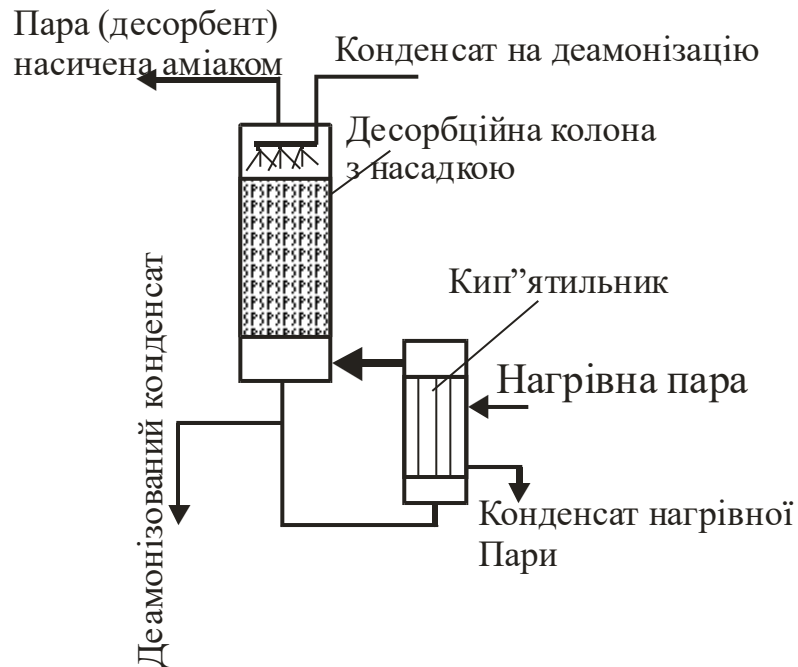 Пара (десорбент)
насичена аміаком
Конденсат на деамонізацію
Десорбційна колона
з насадкою
Кип”ятильник
Нагрівна пара
Конденсат нагрівної
Пари
Деамонізований конденсат